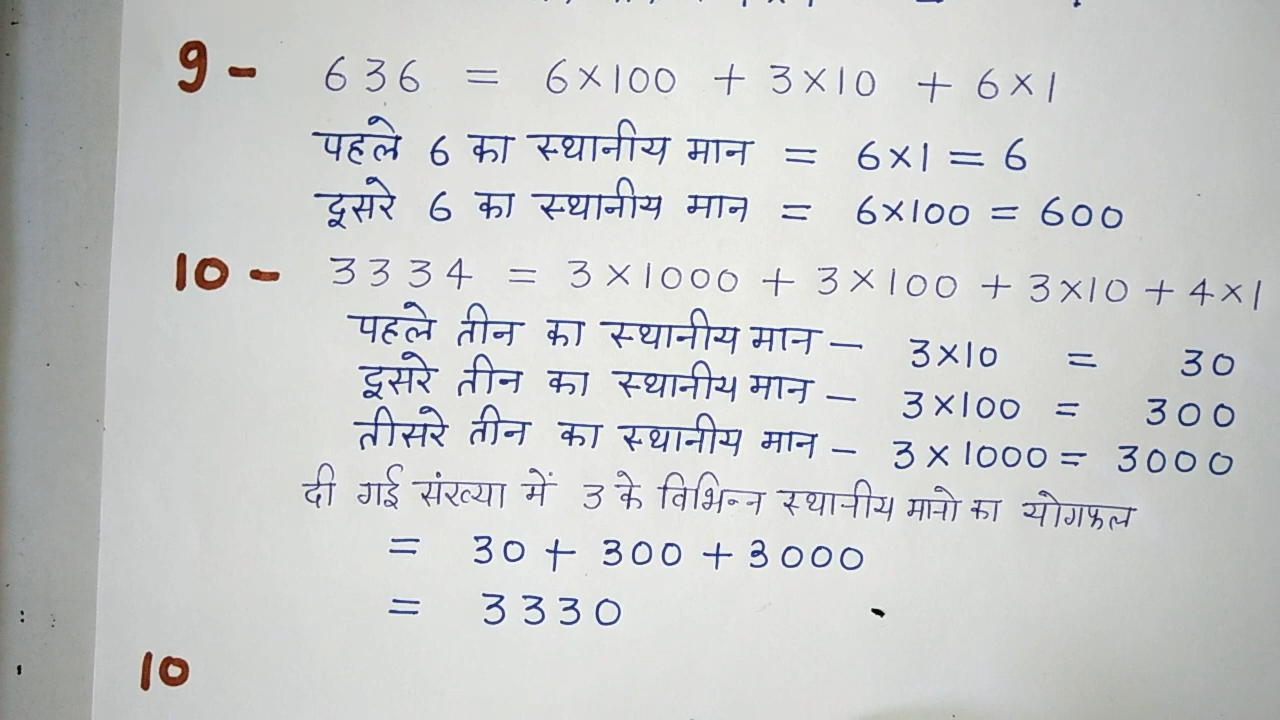 9 - 636 = 6×100 + 3×10 + 6×1
पहले 6 का स्थानीय मान = 6×1 = 6
दूसरे 6 का स्थानीय मान = 6×100 = 600
10 - 3334 = 3×1000 + 3×100 + 3×10 + 4×1
पहले तीन का स्थानीय मान - 3×10 = 30
दूसरे तीन का स्थानीय मान - 3×100 = 300
तीसरे तीन का स्थानीय मान - 3×1000 = 3000
दी गई संख्या में 3 के विभिन्न स्थानीय मानो का योगफल
= 30 + 300 + 3000
= 3330
10